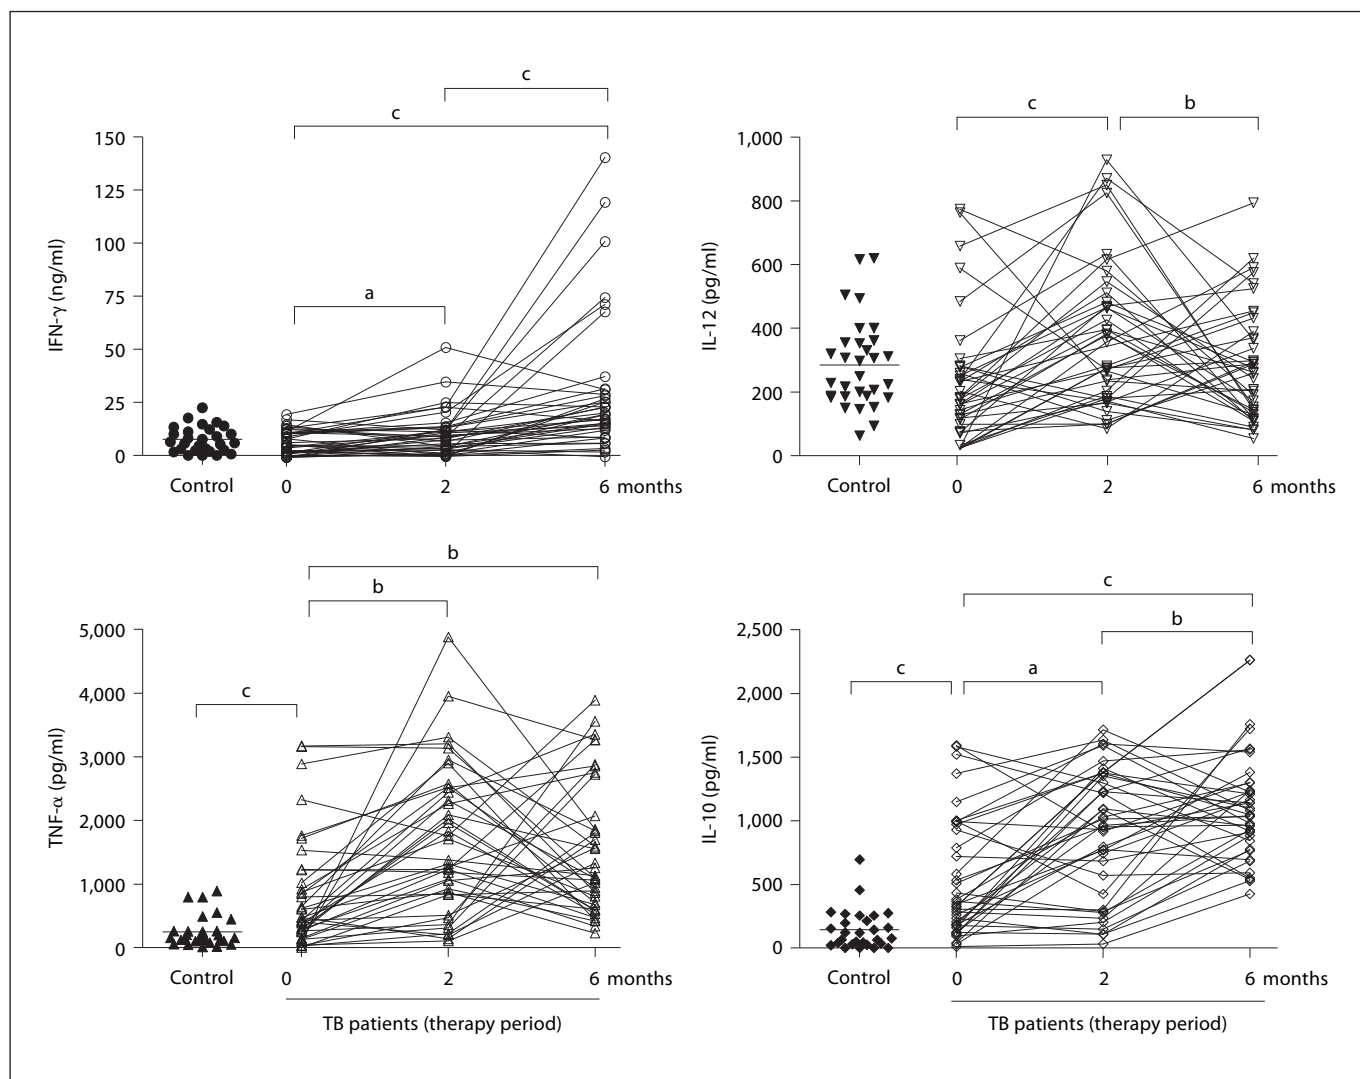 c
c
150
125
100
75
50
25
0
IFN-γ (ng/ml)
a
Control
0
2
6 months
c
b
1,000
800
600
400
200
0
IL-12 (pg/ml)
Control
0
2
6 months
b
b
c
5,000
4,000
3,000
2,000
1,000
0
TNF-α (pg/ml)
Control
0
2
6 months
TB patients (therapy period)
c
b
c
a
2,500
2,000
1,500
1,000
500
0
IL-10 (pg/ml)
Control
0
2
6 months
TB patients (therapy period)